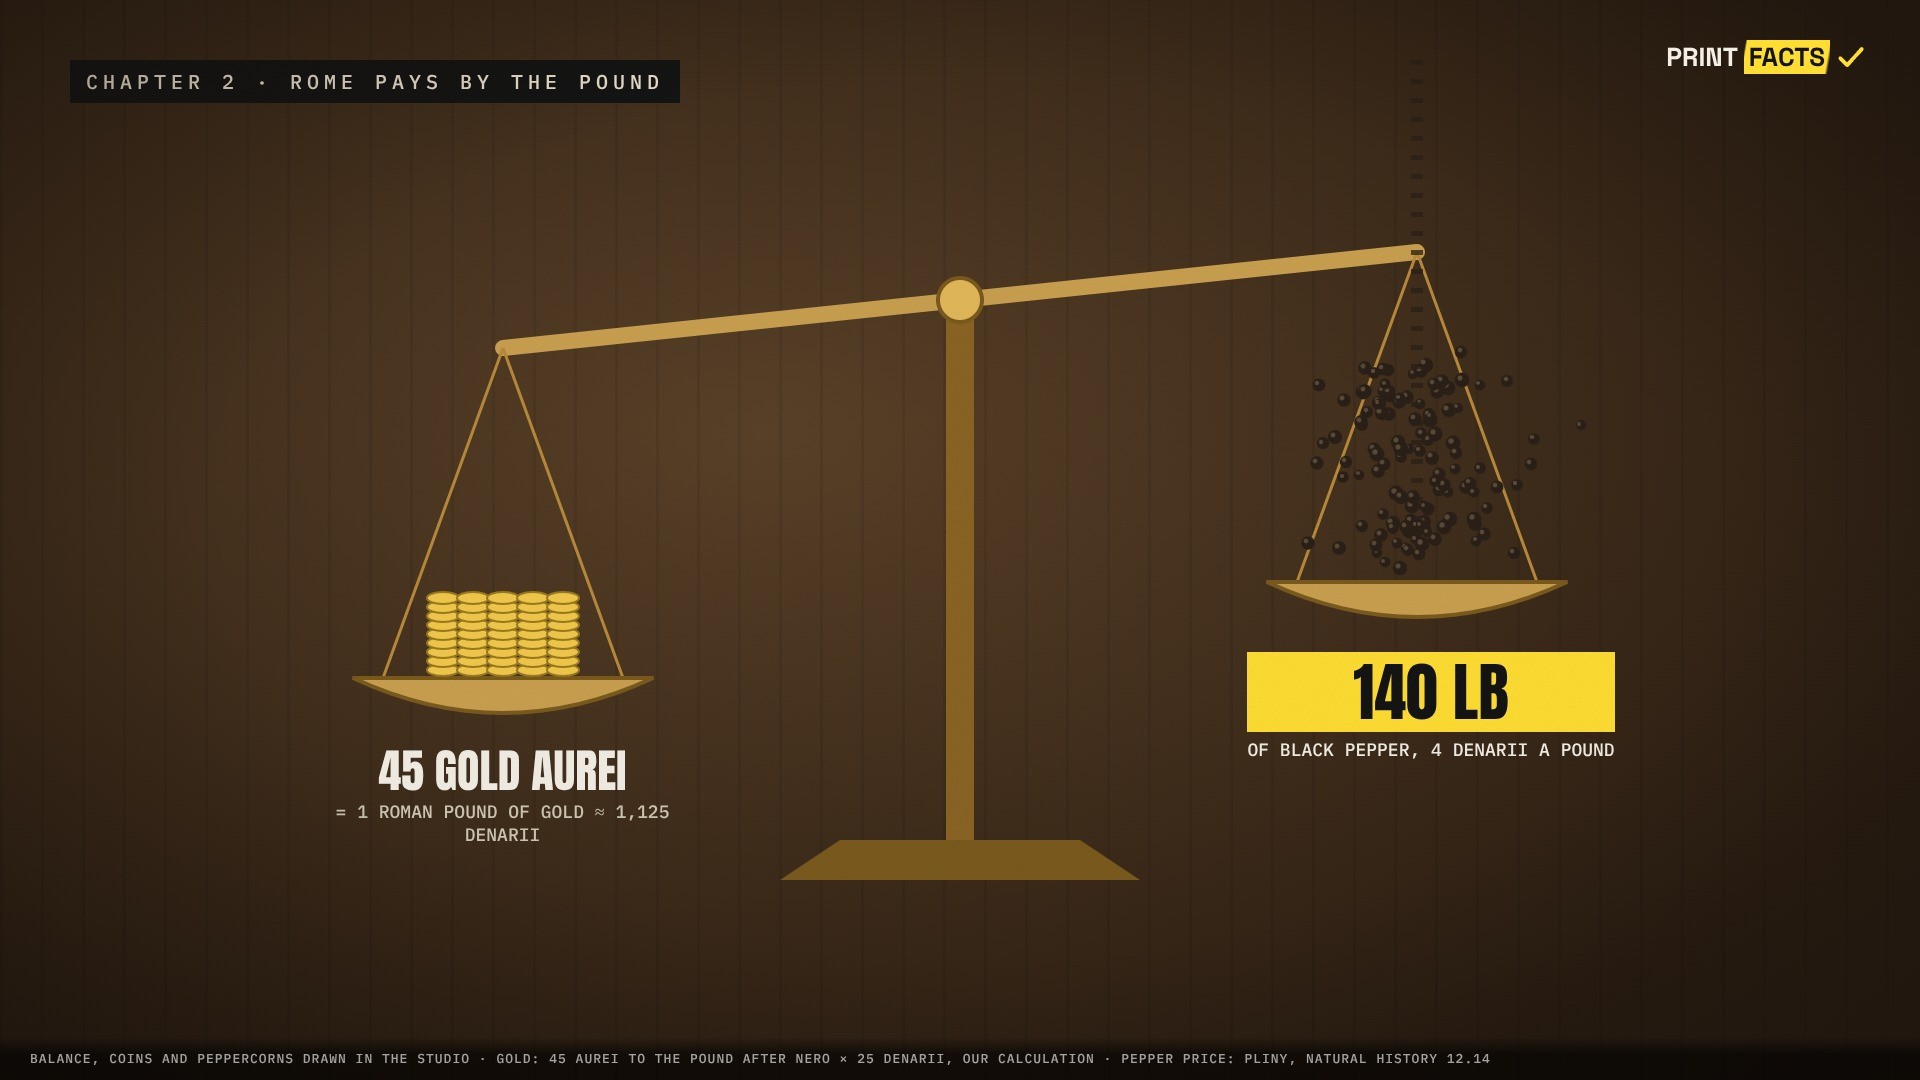 CHAPTER 2 · ROME PAYS BY THE POUND
PRINT FACTS
45 GOLD AUREI
= 1 ROMAN POUND OF GOLD ≈ 1,125
DENARII
140 LB
OF BLACK PEPPER, 4 DENARII A POUND
BALANCE, COINS AND PEPPERCORNS DRAWN IN THE STUDIO · GOLD: 45 AUREI TO THE POUND AFTER NERO × 25 DENARII, OUR CALCULATION · PEPPER PRICE: PLINY, NATURAL HISTORY 12.14